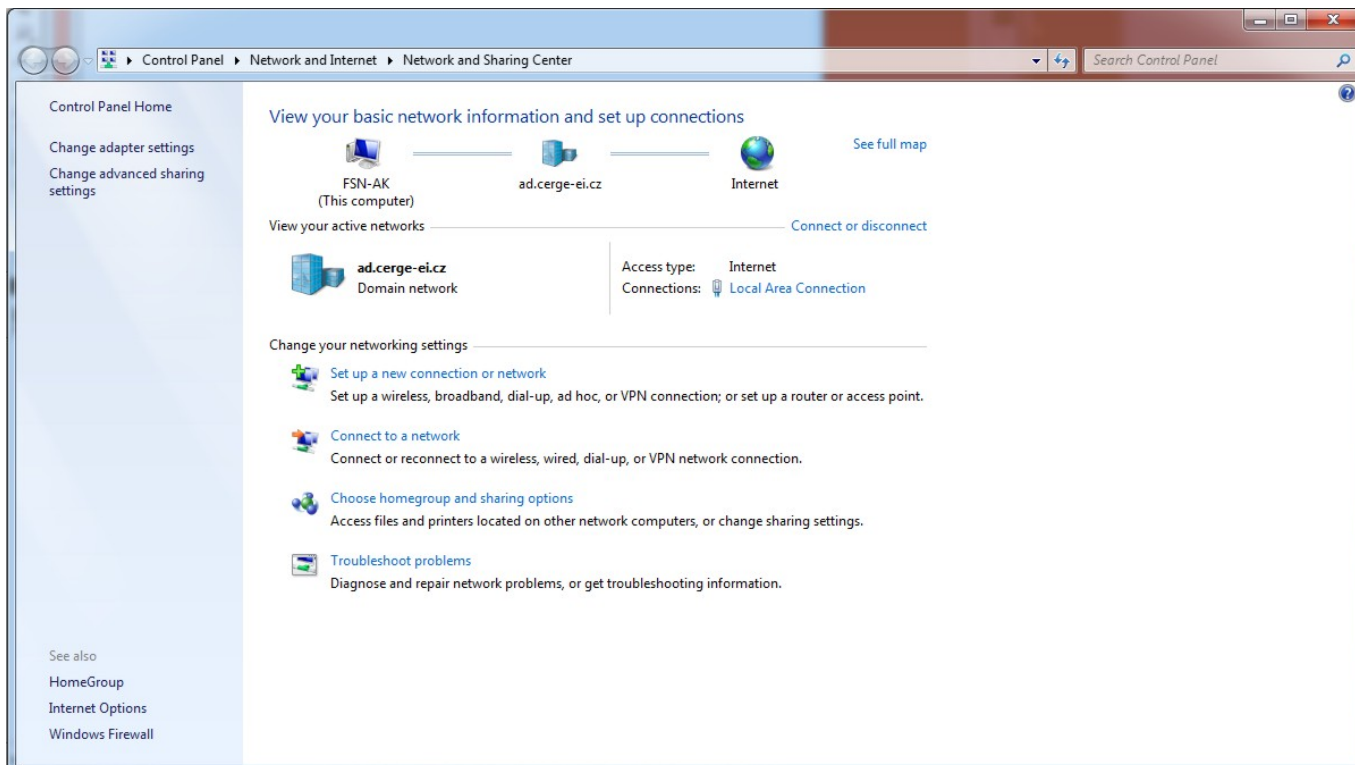 Control Panel ▸ Network and Internet ▸ Network and Sharing Center
Search Control Panel
Control Panel Home
Change adapter settings
Change advanced sharing
settings
View your basic network information and set up connections
See full map
FSN-AK
(This computer)
ad.cerge-ei.cz
Internet
View your active networks
Connect or disconnect
ad.cerge-ei.cz
Domain network
Access type: Internet
Connections: Local Area Connection
Change your networking settings
Set up a new connection or network
Set up a wireless, broadband, dial-up, ad hoc, or VPN connection; or set up a router or access point.
Connect to a network
Connect or reconnect to a wireless, wired, dial-up, or VPN network connection.
Choose homegroup and sharing options
Access files and printers located on other network computers, or change sharing settings.
Troubleshoot problems
Diagnose and repair network problems, or get troubleshooting information.
See also
HomeGroup
Internet Options
Windows Firewall